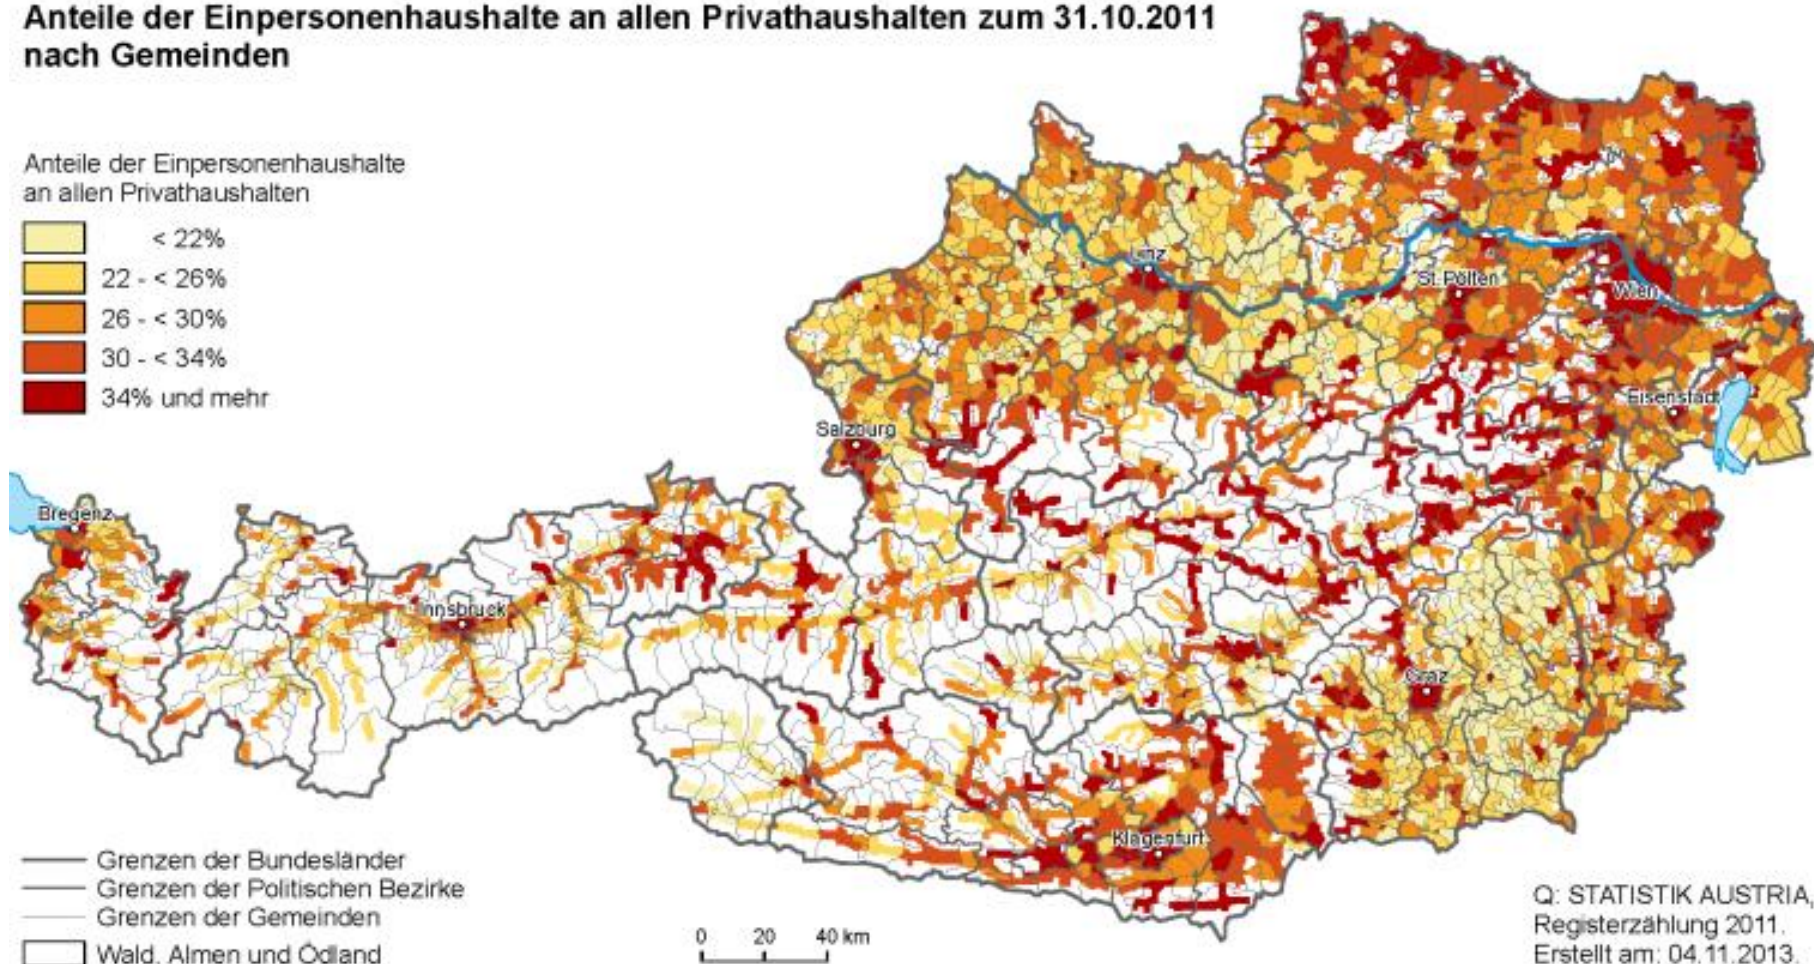 Anteile der Einpersonenhaushalte an allen Privathaushalten zum 31.10.2011
nach Gemeinden
Anteile der Einpersonenhaushalte
an allen Privathaushalten
< 22%
22 - < 26%
26 - < 30%
30 - < 34%
34% und mehr
Linz
St.Pölten
Wien
Eisenstadt
Salzburg
Bregenz
Innsbruck
Graz
Klagenfurt
Grenzen der Bundesländer
Grenzen der Politischen Bezirke
Grenzen der Gemeinden
Wald, Almen und Ödland
0 20 40 km
Q: STATISTIK AUSTRIA,
Registerzählung 2011.
Erstellt am: 04.11.2013.